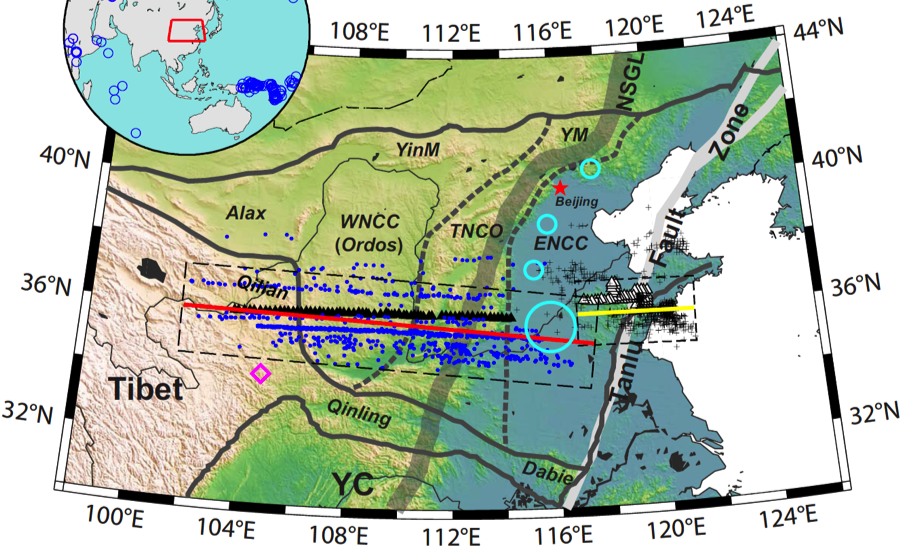 108°E 112°E 116°E 120°E 124°E
44°N
NSGL
Zone
YM
YinM
40°N
40°N
Beijing
Alax
WNCC
(Ordos)
TNCO
ENCC
Fault
36°N
36°N
Qilian
Tanlu
Tibet
32°N
32°N
Qinling
Dabie
YC
100°E 104°E 108°E 112°E 116°E 120°E 124°E